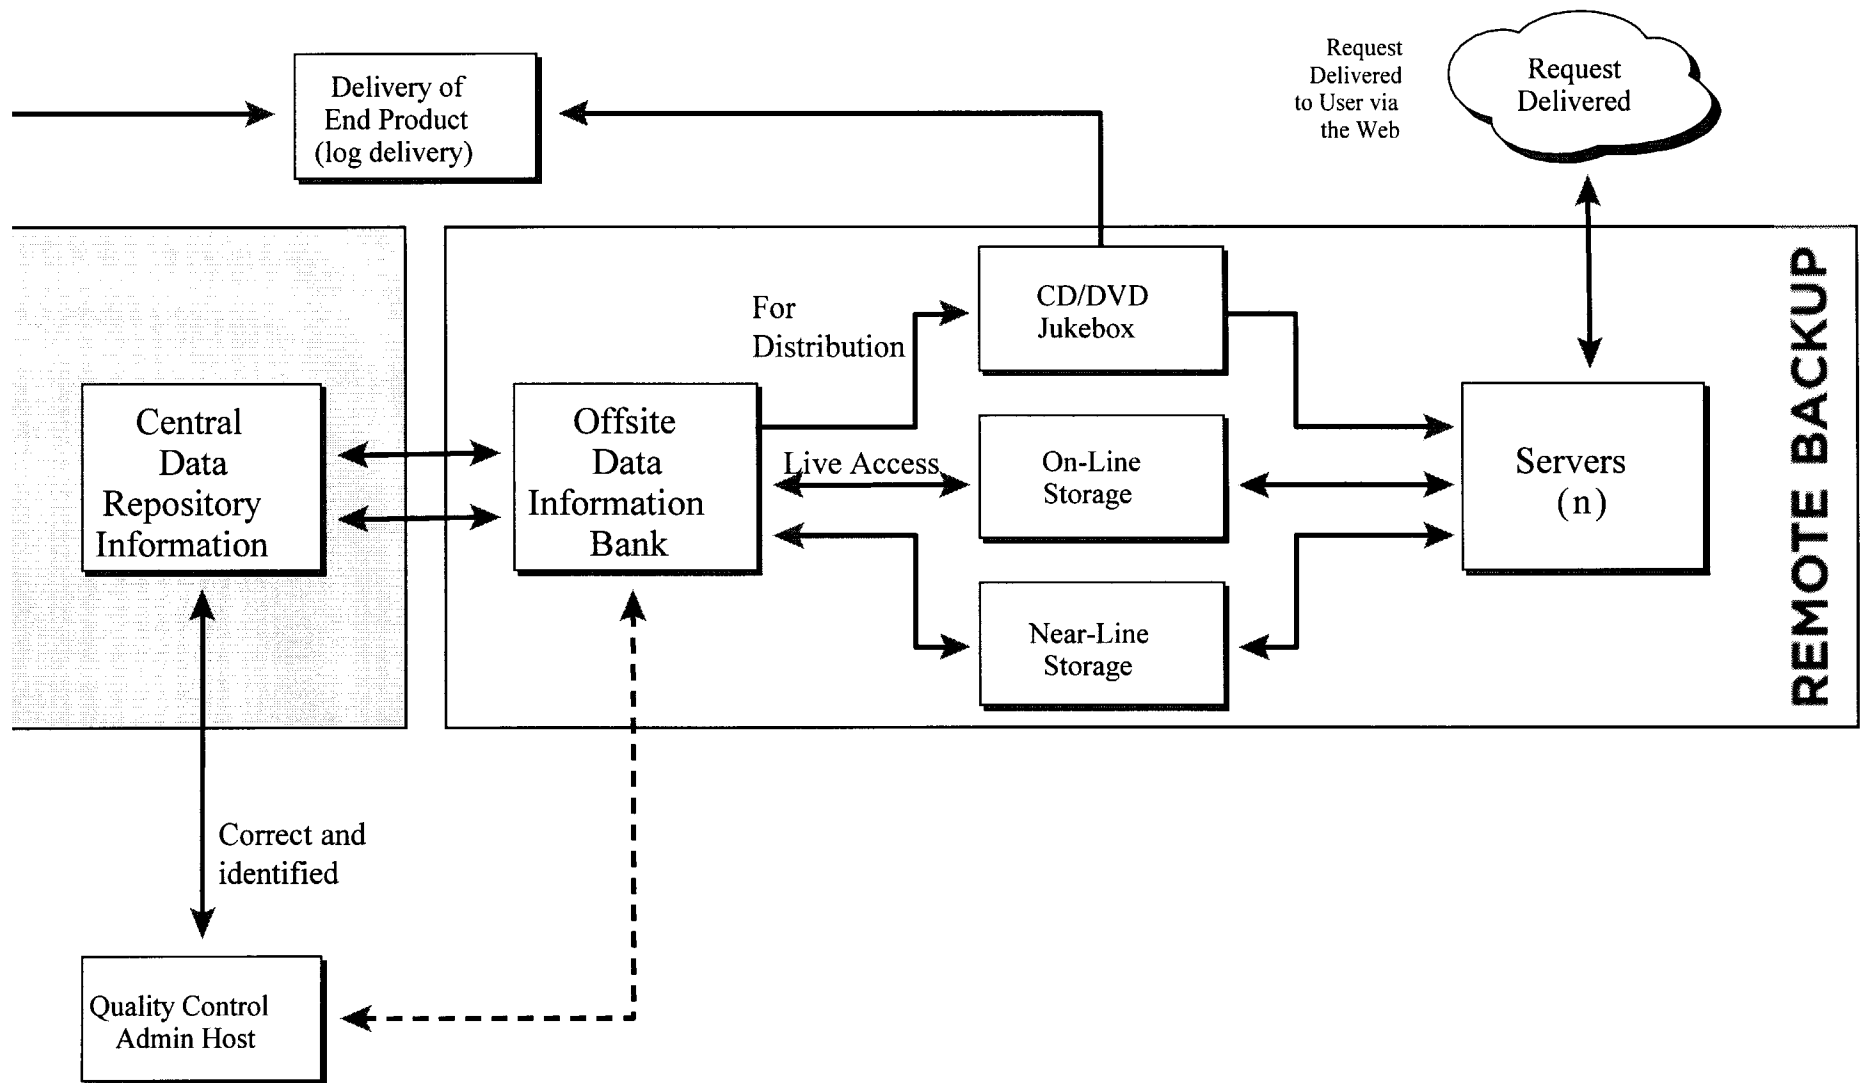 Delivery of
End Product
(log delivery)
Request
Delivered
to User via
the Web
Request
Delivered
REMOTE BACKUP
For
Distribution
CD/DVD
Jukebox
Central
Data
Repository
Information
Offsite
Data
Information
Bank
Live Access
On-Line
Storage
Servers
(n)
Near-Line
Storage
Correct and
identified
Quality Control
Admin Host